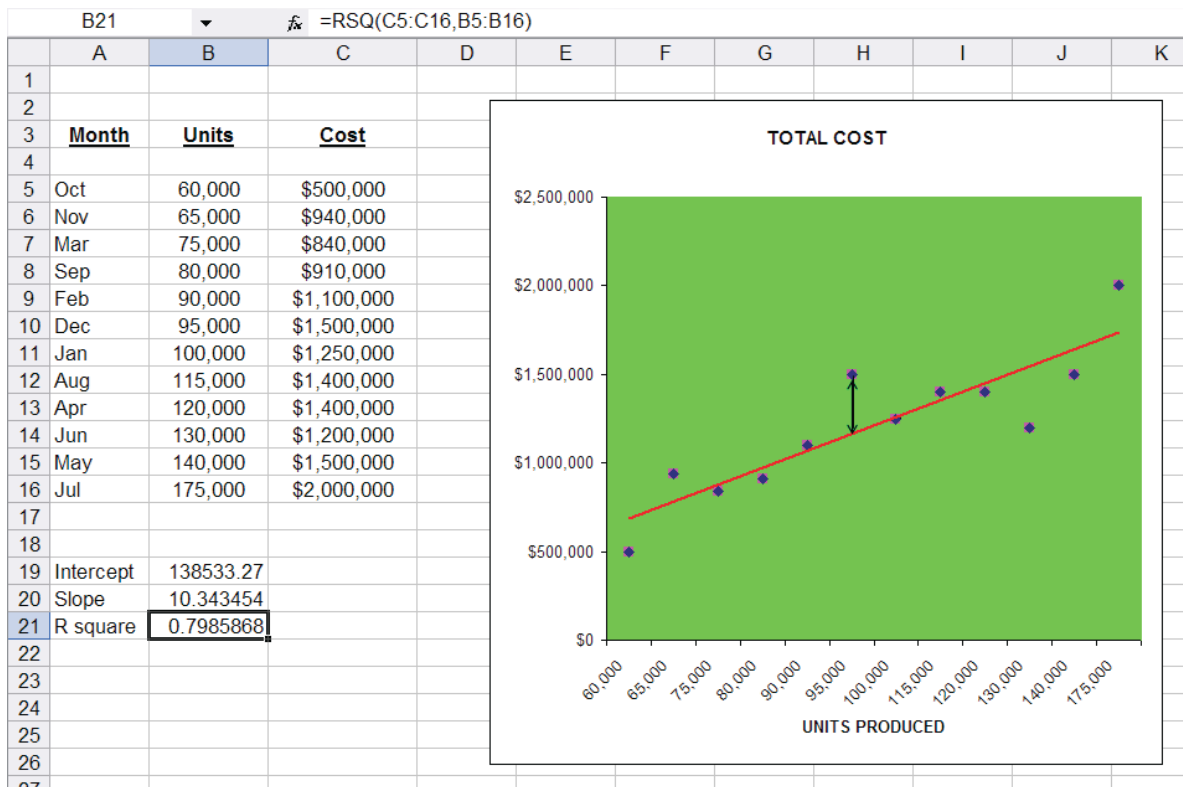 B21 fx =RSQ(C5:C16,B5:B16)
A B C D E F G H I J K
1
2
3 Month Units Cost
4
5 Oct 60,000 $500,000
6 Nov 65,000 $940,000
7 Mar 75,000 $840,000
8 Sep 80,000 $910,000
9 Feb 90,000 $1,100,000
10 Dec 95,000 $1,500,000
11 Jan 100,000 $1,250,000
12 Aug 115,000 $1,400,000
13 Apr 120,000 $1,400,000
14 Jun 130,000 $1,200,000
15 May 140,000 $1,500,000
16 Jul 175,000 $2,000,000
17
18
19 Intercept 138533.27
20 Slope 10.343454
21 R square 0.7985868
22
23
24
25
26
27
TOTAL COST
$2,500,000
$2,000,000
$1,500,000
$1,000,000
$500,000
$0
60,000 65,000 75,000 80,000 90,000 95,000 100,000 115,000 120,000 130,000 140,000 175,000
UNITS PRODUCED